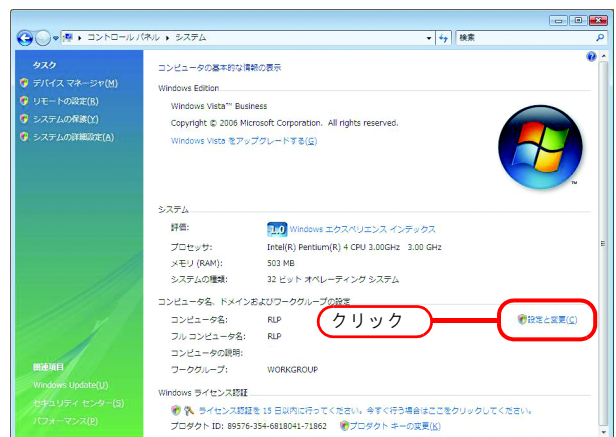 コントロール パネル ▸ システム
検索
タスク
デバイス マネージャ(M)
リモートの設定(R)
システムの保護(Y)
システムの詳細設定(A)
関連項目
Windows Update(U)
セキュリティ センター(S)
パフォーマンス(P)
コンピュータの基本的な情報の表示
Windows Edition
Windows Vista™ Business
Copyright © 2006 Microsoft Corporation. All rights reserved.
Windows Vista をアップグレードする(G)
TM
システム
評価: 1.0 Windows エクスペリエンス インデックス
プロセッサ: Intel(R) Pentium(R) 4 CPU 3.00GHz 3.00 GHz
メモリ (RAM): 503 MB
システムの種類: 32 ビット オペレーティング システム
コンピュータ名、ドメインおよびワークグループの設定
コンピュータ名: RLP
クリック
設定と変更(C)
フル コンピュータ名: RLP
コンピュータの説明:
ワークグループ: WORKGROUP
Windows ライセンス認証
ライセンス認証を 15 日以内に行ってください。今すぐ行う場合はここをクリックしてください。
プロダクト ID: 89576-354-6818041-71862 プロダクト キーの変更(K)